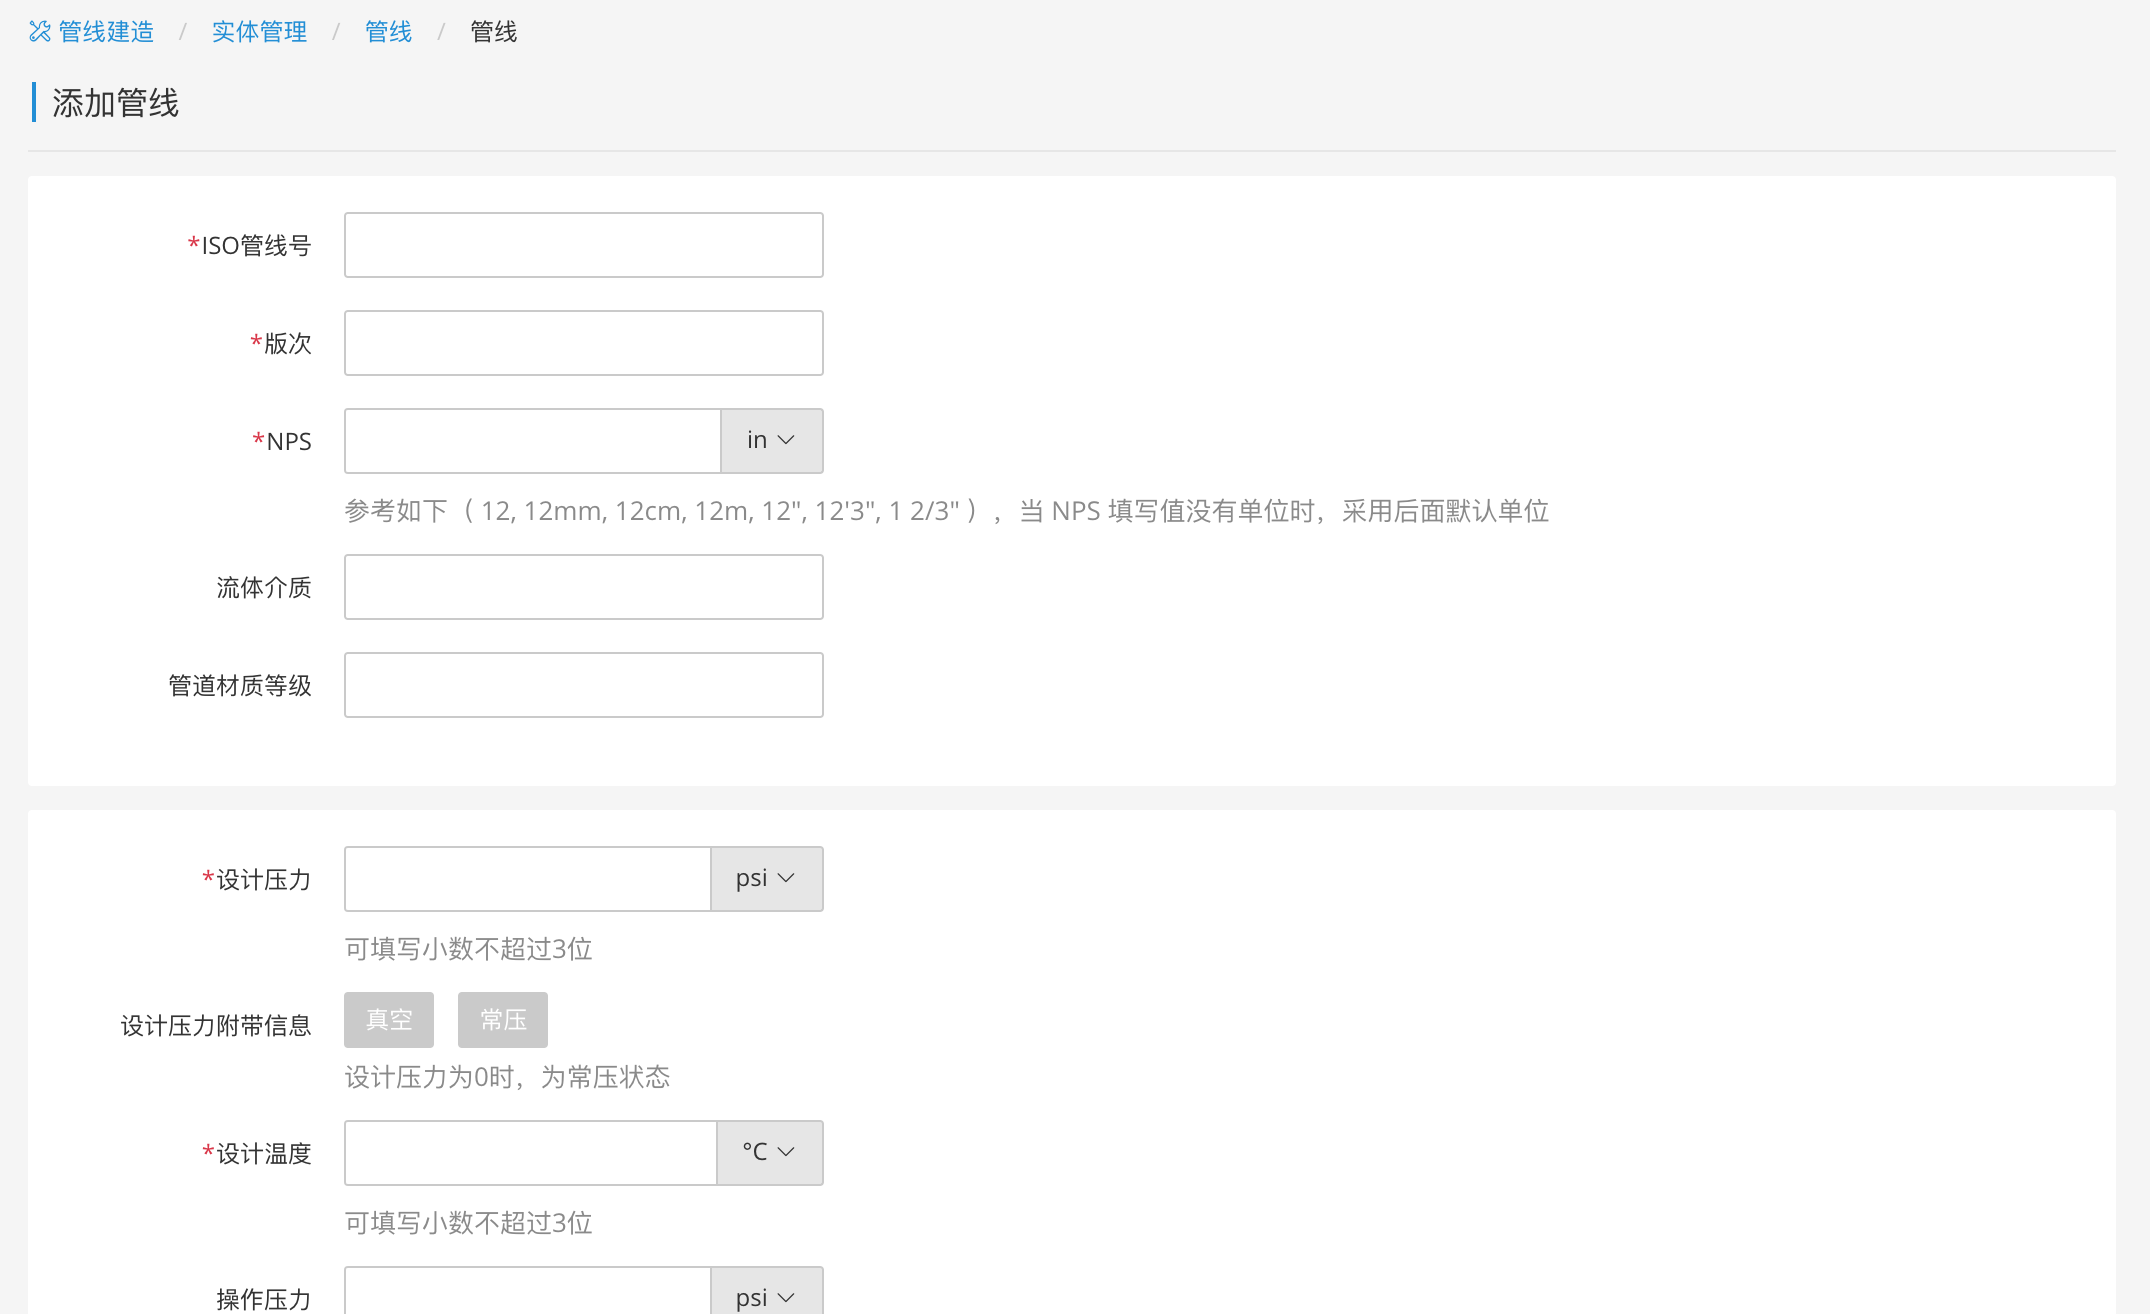 管线建造 / 实体管理 / 管线 / 管线
添加管线
*ISO管线号
*版次
*NPS in
参考如下（ 12, 12mm, 12cm, 12m, 12", 12'3", 1 2/3" ），当 NPS 填写值没有单位时，采用后面默认单位
流体介质
管道材质等级
*设计压力 psi
可填写小数不超过3位
设计压力附带信息 真空 常压
设计压力为0时，为常压状态
*设计温度 °C
可填写小数不超过3位
操作压力 psi